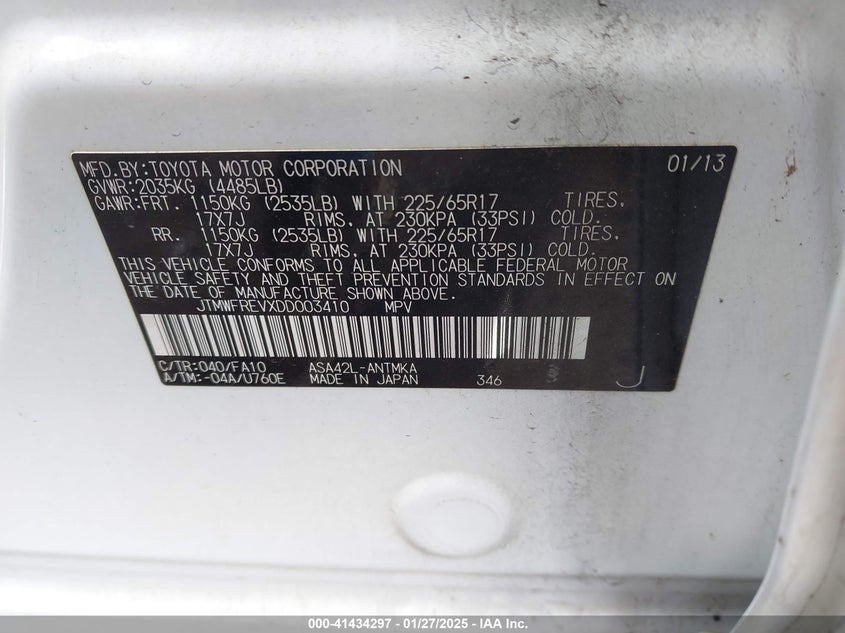 MFD.BY:TOYOTA MOTOR CORPORATION 01/13
GVWR:2035KG (4485LB)
GAWR:FRT. 1150KG (2535LB) WITH 225/65R17 TIRES,
17X7J RIMS, AT 230KPA (33PSI) COLD.
RR. 1150KG (2535LB) WITH 225/65R17 TIRES,
17X7J RIMS, AT 230KPA (33PSI) COLD.
THIS VEHICLE CONFORMS TO ALL APPLICABLE FEDERAL MOTOR
VEHICLE SAFETY AND THEFT PREVENTION STANDARDS IN EFFECT ON
THE DATE OF MANUFACTURE SHOWN ABOVE.
JTMWFREVXDD003410 MPV
C/TR:040/FA10 ASA42L-ANTMKA
A/TM:-04A/U760E MADE IN JAPAN 346 J
000-41434297 - 01/27/2025 - IAA Inc.